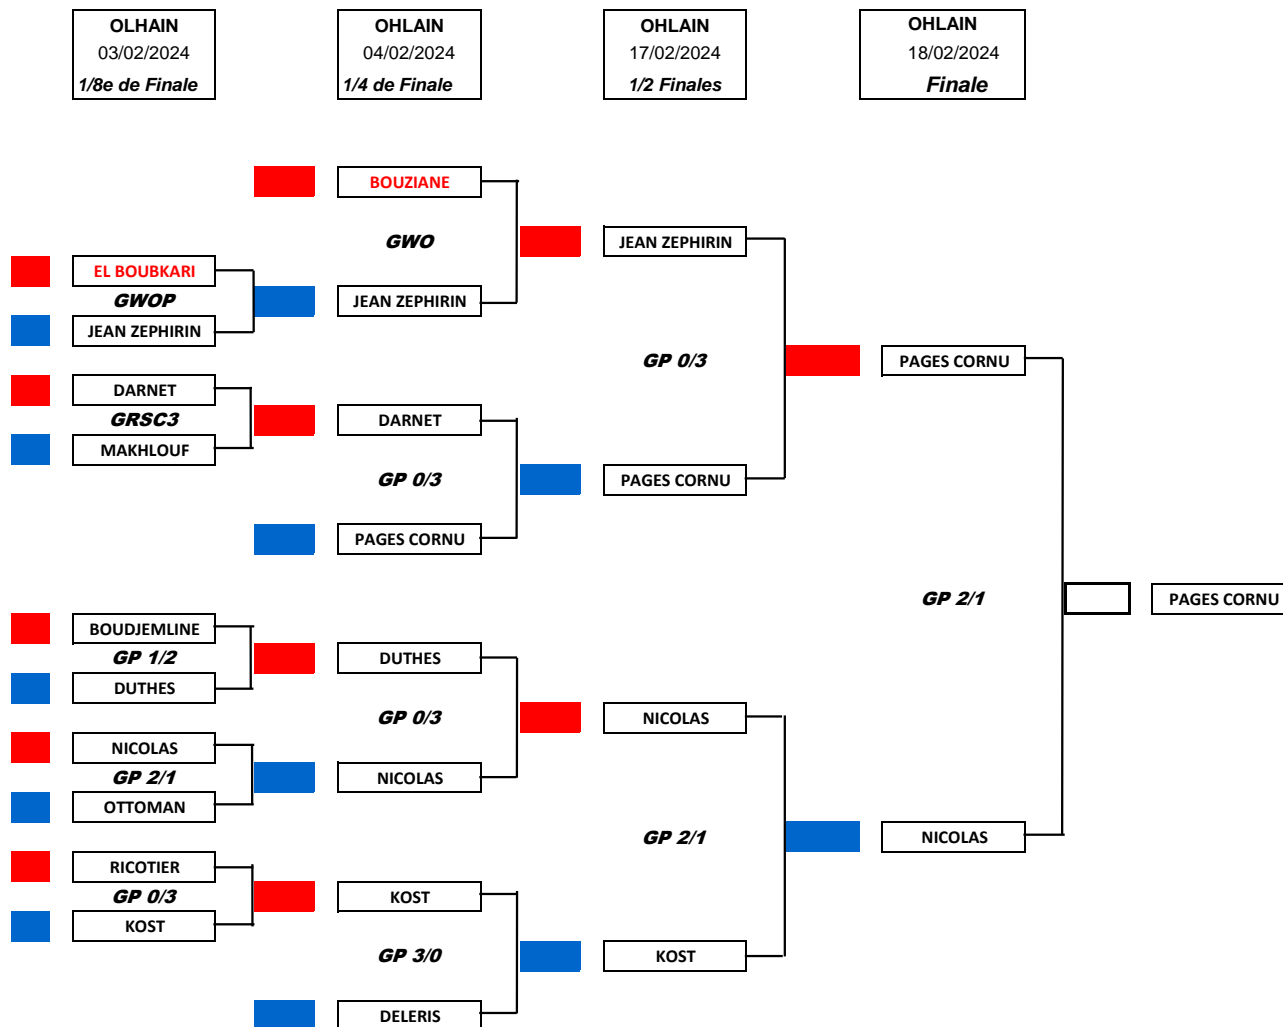 OLHAIN
03/02/2024
1/8e de Finale
OHLAIN
04/02/2024
1/4 de Finale
OHLAIN
17/02/2024
1/2 Finales
OHLAIN
18/02/2024
Finale
EL BOUBKARI
GWOP
JEAN ZEPHIRIN
DARNET
GRSC3
MAKHLOUF
BOUDJEMLINE
GP 1/2
DUTHES
NICOLAS
GP 2/1
OTTOMAN
RICOTIER
GP 0/3
KOST
BOUZIANE
GWO
JEAN ZEPHIRIN
DARNET
GP 0/3
PAGES CORNU
DUTHES
GP 0/3
NICOLAS
KOST
GP 3/0
DELERIS
JEAN ZEPHIRIN
GP 0/3
PAGES CORNU
NICOLAS
GP 2/1
KOST
PAGES CORNU
GP 2/1
NICOLAS
PAGES CORNU